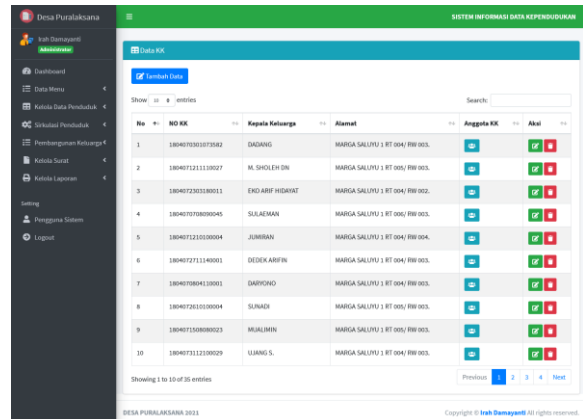 Desa Puralaksana
SISTEM INFORMASI DATA KEPENDUDUKAN
Irah Damayanti
Administrator
Dashboard
Data Menu
Kelola Data Penduduk
Sirkulasi Penduduk
Pembangunan Keluarga
Kelola Surat
Kelola Laporan
Setting
Pengguna Sistem
Logout
Data KK
Tambah Data
Show 10 entries Search:
No NO KK Kepala Keluarga Alamat Anggota KK Aksi
1 1804070301073582 DADANG MARGA SALUYU 1 RT 004/ RW 003.
2 1804071211110027 M. SHOLEH DN MARGA SALUYU 1 RT 004/ RW 003.
3 1804072303180011 EKO ARIF HIDAYAT MARGA SALUYU 1 RT 004/ RW 002.
4 1804070708090045 SULAEMAN MARGA SALUYU 1 RT 006/ RW 003.
5 1804071210100004 JUMIRAN MARGA SALUYU 1 RT 004/ RW 004.
6 1804072711140001 DEDEK ARIFIN MARGA SALUYU 1 RT 004/ RW 003.
7 1804070804110001 DARYONO MARGA SALUYU 1 RT 004/ RW 003.
8 1804072610100004 SUNADI MARGA SALUYU 1 RT 005/ RW 003.
9 1804071508080023 MUALIMIN MARGA SALUYU 1 RT 005/ RW 003.
10 1804073112100029 UJANG S. MARGA SALUYU 1 RT 004/ RW 003.
Showing 1 to 10 of 35 entries
Previous 1 2 3 4 Next
DESA PURALAKSANA 2021
Copyright © Irah Damayanti All rights reserved.